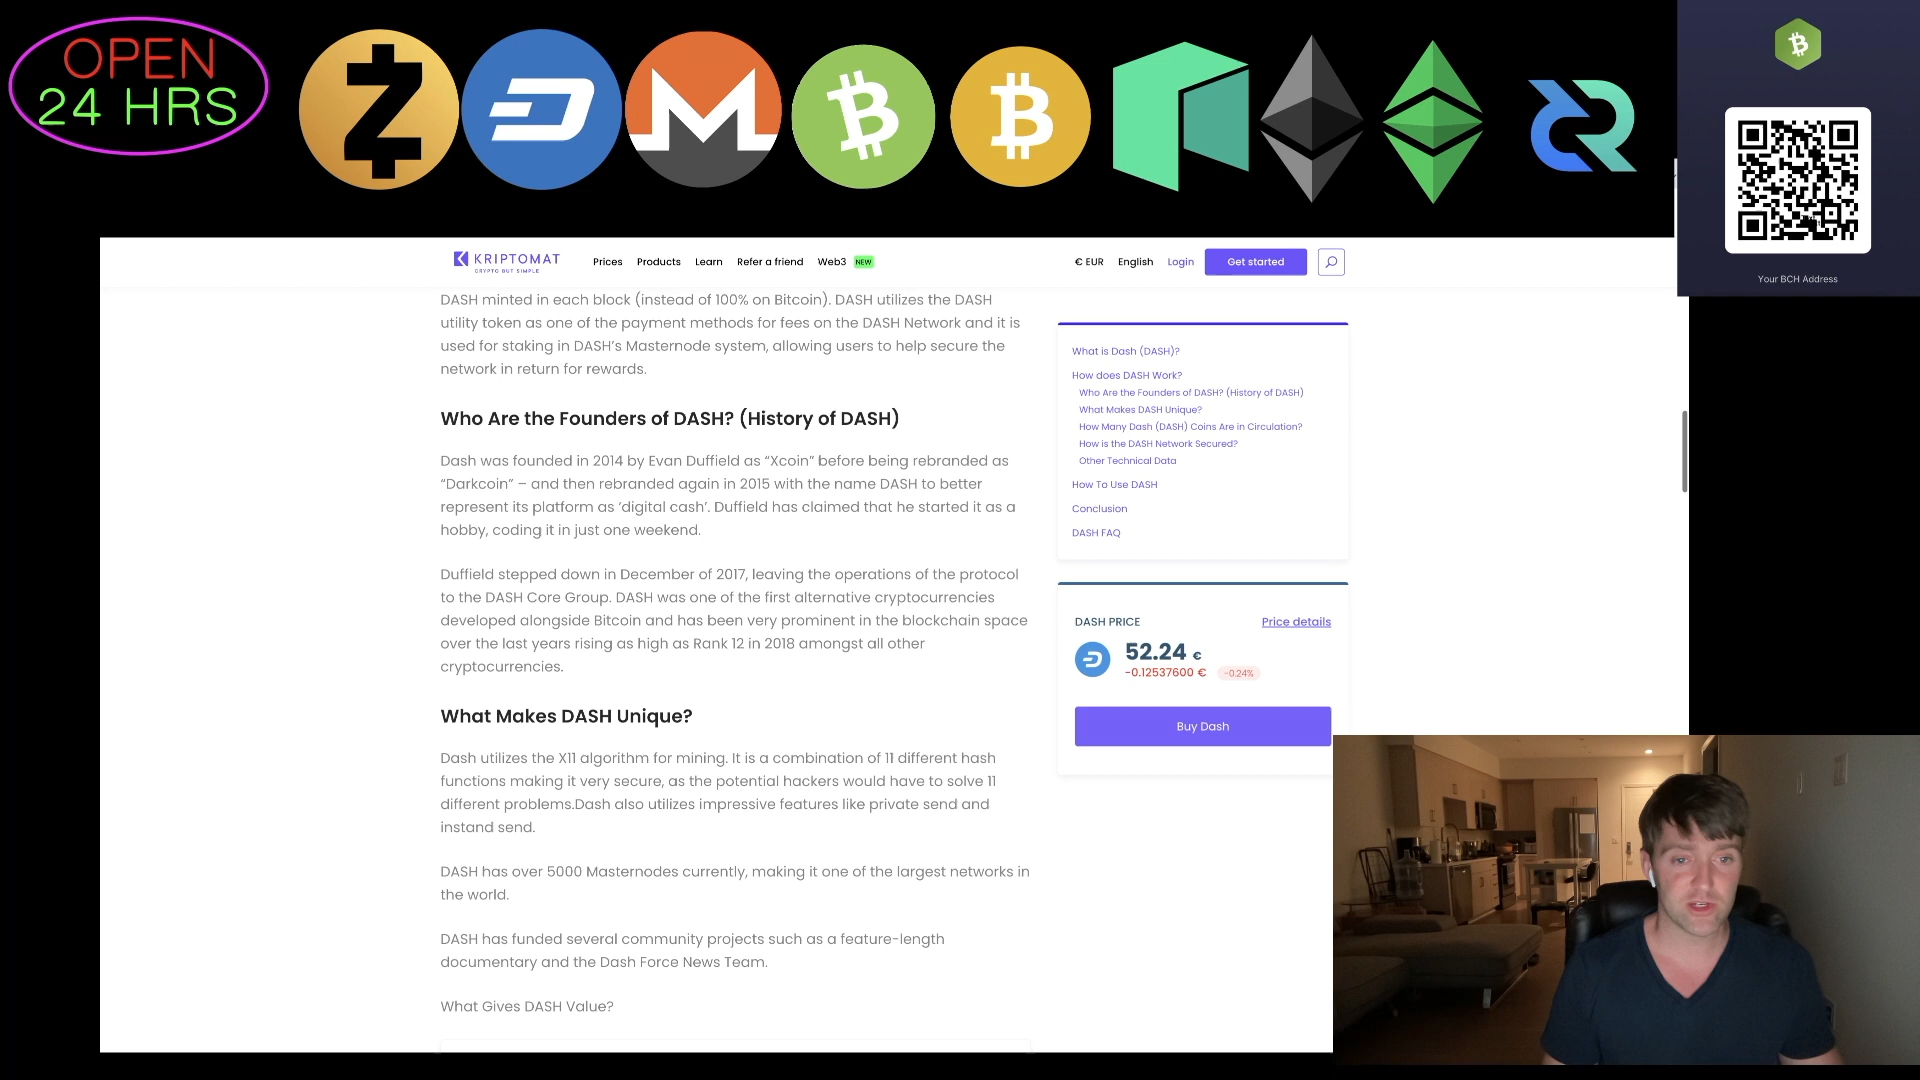 OPEN
24 HRS
Your BCH Address
KRIPTOMAT
CRYPTO BUT SIMPLE
Prices Products Learn Refer a friend Web3 NEW
€ EUR English Login Get started
DASH minted in each block (instead of 100% on Bitcoin). DASH utilizes the DASH
utility token as one of the payment methods for fees on the DASH Network and it is
used for staking in DASH’s Masternode system, allowing users to help secure the
network in return for rewards.
Who Are the Founders of DASH? (History of DASH)
Dash was founded in 2014 by Evan Duffield as “Xcoin” before being rebranded as
“Darkcoin” – and then rebranded again in 2015 with the name DASH to better
represent its platform as ‘digital cash’. Duffield has claimed that he started it as a
hobby, coding it in just one weekend.
Duffield stepped down in December of 2017, leaving the operations of the protocol
to the DASH Core Group. DASH was one of the first alternative cryptocurrencies
developed alongside Bitcoin and has been very prominent in the blockchain space
over the last years rising as high as Rank 12 in 2018 amongst all other
cryptocurrencies.
What Makes DASH Unique?
Dash utilizes the X11 algorithm for mining. It is a combination of 11 different hash
functions making it very secure, as the potential hackers would have to solve 11
different problems.Dash also utilizes impressive features like private send and
instand send.
DASH has over 5000 Masternodes currently, making it one of the largest networks in
the world.
DASH has funded several community projects such as a feature-length
documentary and the Dash Force News Team.
What Gives DASH Value?
What is Dash (DASH)?
How does DASH Work?
Who Are the Founders of DASH? (History of DASH)
What Makes DASH Unique?
How Many Dash (DASH) Coins Are in Circulation?
How is the DASH Network Secured?
Other Technical Data
How To Use DASH
Conclusion
DASH FAQ
DASH PRICE Price details
52.24 €
-0.12537600 € -0.24%
Buy Dash